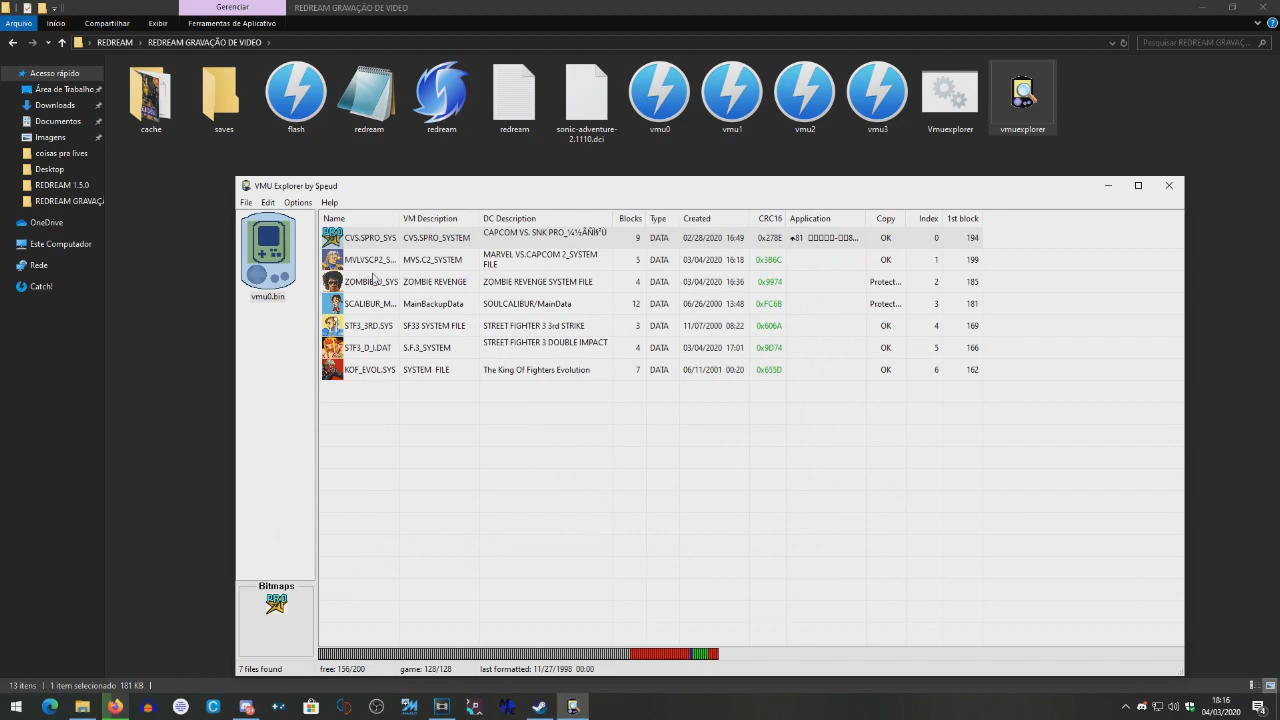 Gerenciar
REDREAM GRAVAÇÃO DE VIDEO
Arquivo
Início
Compartilhar
Exibir
Ferramentas de Aplicativo
REDREAM
REDREAM GRAVAÇÃO DE VIDEO
Pesquisar REDREAM GRAVAÇ...
Acesso rápido
Área de Trabalho
Downloads
Documentos
Imagens
coisas pra lives
Desktop
REDREAM 1.5.0
REDREAM GRAVAÇ
OneDrive
Este Computador
Rede
Catch!
cache
saves
flash
redream
redream
redream
sonic-adventure-
2.1110.dci
vmu0
vmu1
vmu2
vmu3
Vmuexplorer
vmuexplorer
VMU Explorer by Speud
File Edit Options Help
vmu0.bin
Name VM Description DC Description Blocks Type Created CRC16 Application Copy Index 1st block
CVS.SPRO_SYS CVS.SPRO_SYSTEM CAPCOM VS. SNK PRO 9 DATA 02/28/2020 16:49 0x278E OK 0 194
MVLVSCP2_S... MVS.C2_SYSTEM MARVEL VS.CAPCOM 2_SYSTEM FILE 5 DATA 03/04/2020 16:18 0x3B6C OK 1 199
ZOMBIE REVENGE ZOMBIE REVENGE SYSTEM FILE 4 DATA 03/04/2020 16:36 0x9974 Protect... 2 185
SCALIBUR_M... MainBackupData SOULCALIBUR/MainData 12 DATA 06/26/2000 13:48 0xFC6B Protect... 3 181
STF3_3RD.SYS SF33 SYSTEM FILE STREET FIGHTER 3 3rd STRIKE 3 DATA 11/07/2000 08:22 0x606A OK 4 169
STF3_D_I.DAT S.F.3_SYSTEM STREET FIGHTER 3 DOUBLE IMPACT 4 DATA 03/04/2020 17:01 0x9D74 OK 5 166
KOF_EVOL.SYS SYSTEM FILE The King Of Fighters Evolution 7 DATA 06/11/2001 00:20 0x655D OK 6 162
Bitmaps
PRO
7 files found free: 156/200 game: 128/128 last formatted: 11/27/1998 00:00
13 itens 1 item selecionado 181 KB
18:16
04/03/2020